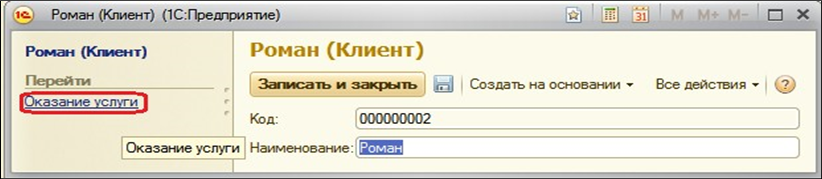 Роман (Клиент) (1С:Предприятие)
M M+ M-
Роман (Клиент)
Перейти
Оказание услуги
Оказание услуги
Роман (Клиент)
Записать и закрыть Создать на основании Все действия ?
Код: 000000002
Наименование: Роман